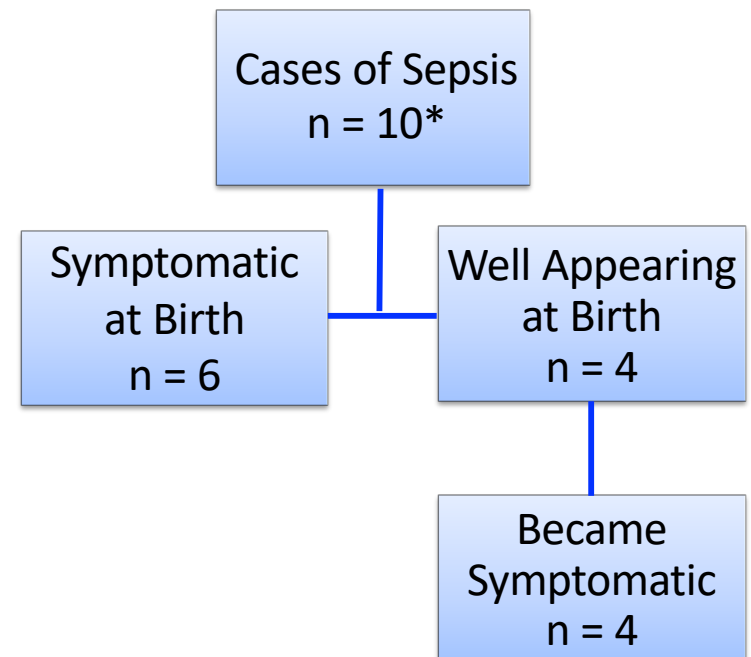 Cases of Sepsis
n = 10*
Symptomatic
at Birth
n = 6
Well Appearing
at Birth
n = 4
Became
Symptomatic
n = 4